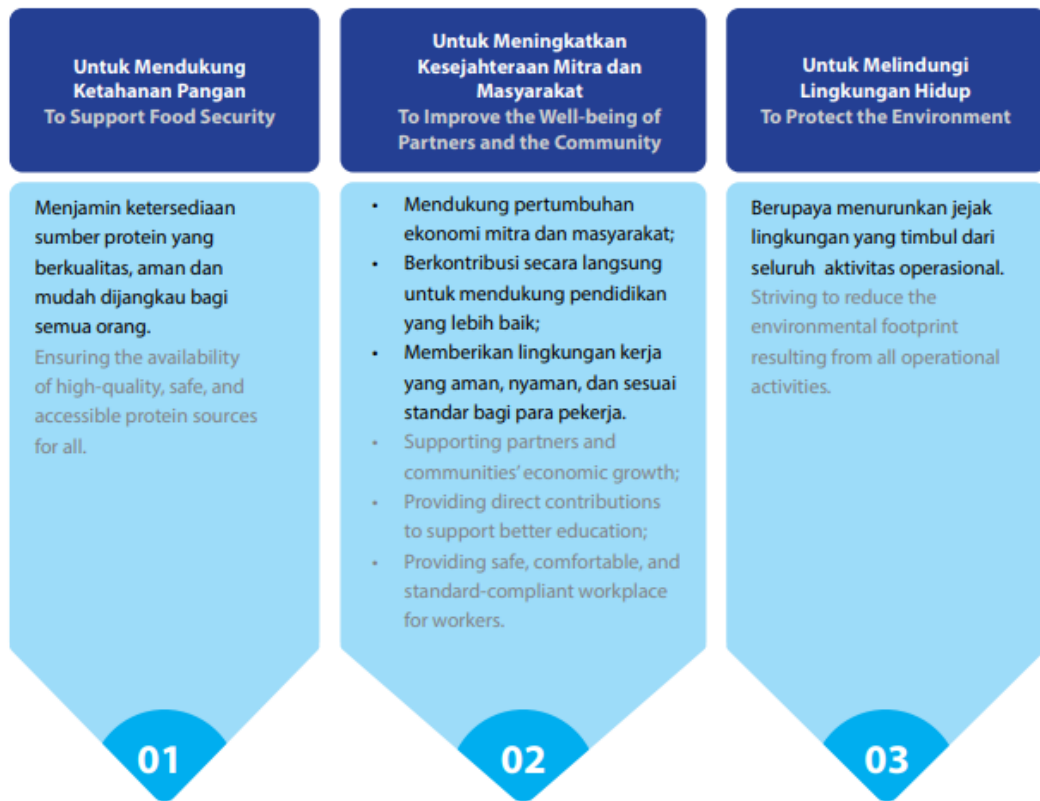 Untuk Mendukung
Ketahanan Pangan
To Support Food Security
Menjamin ketersediaan
sumber protein yang
berkualitas, aman dan
mudah dijangkau bagi
semua orang.
Ensuring the availability
of high-quality, safe, and
accessible protein sources
for all.
01
Untuk Meningkatkan
Kesejahteraan Mitra dan
Masyarakat
To Improve the Well-being of
Partners and the Community
• Mendukung pertumbuhan
ekonomi mitra dan masyarakat;
• Berkontribusi secara langsung
untuk mendukung pendidikan
yang lebih baik;
• Memberikan lingkungan kerja
yang aman, nyaman, dan sesuai
standar bagi para pekerja.
• Supporting partners and
communities’ economic growth;
• Providing direct contributions
to support better education;
• Providing safe, comfortable, and
standard-compliant workplace
for workers.
02
Untuk Melindungi
Lingkungan Hidup
To Protect the Environment
Berupaya menurunkan jejak
lingkungan yang timbul dari
seluruh aktivitas operasional.
Striving to reduce the
environmental footprint
resulting from all operational
activities.
03